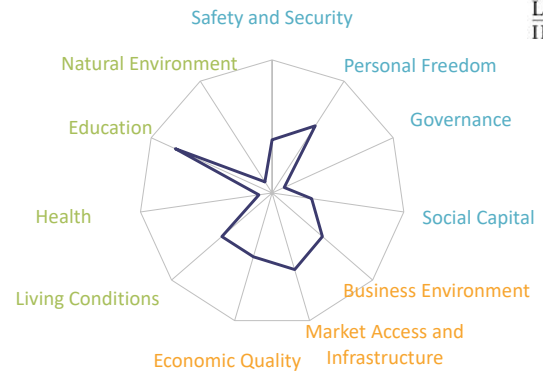 Safety and Security
Natural Environment
Personal Freedom
Education
Governance
Health
Social Capital
Living Conditions
Business Environment
Market Access and
Infrastructure
Economic Quality